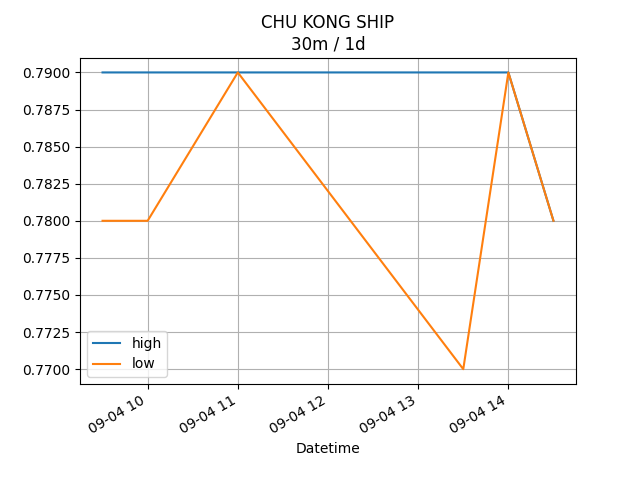 CHU KONG SHIP
30m / 1d
0.7900
0.7875
0.7850
0.7825
0.7800
0.7775
0.7750
0.7725
0.7700
high
low
09-04 10
09-04 11
09-04 12
09-04 13
09-04 14
Datetime